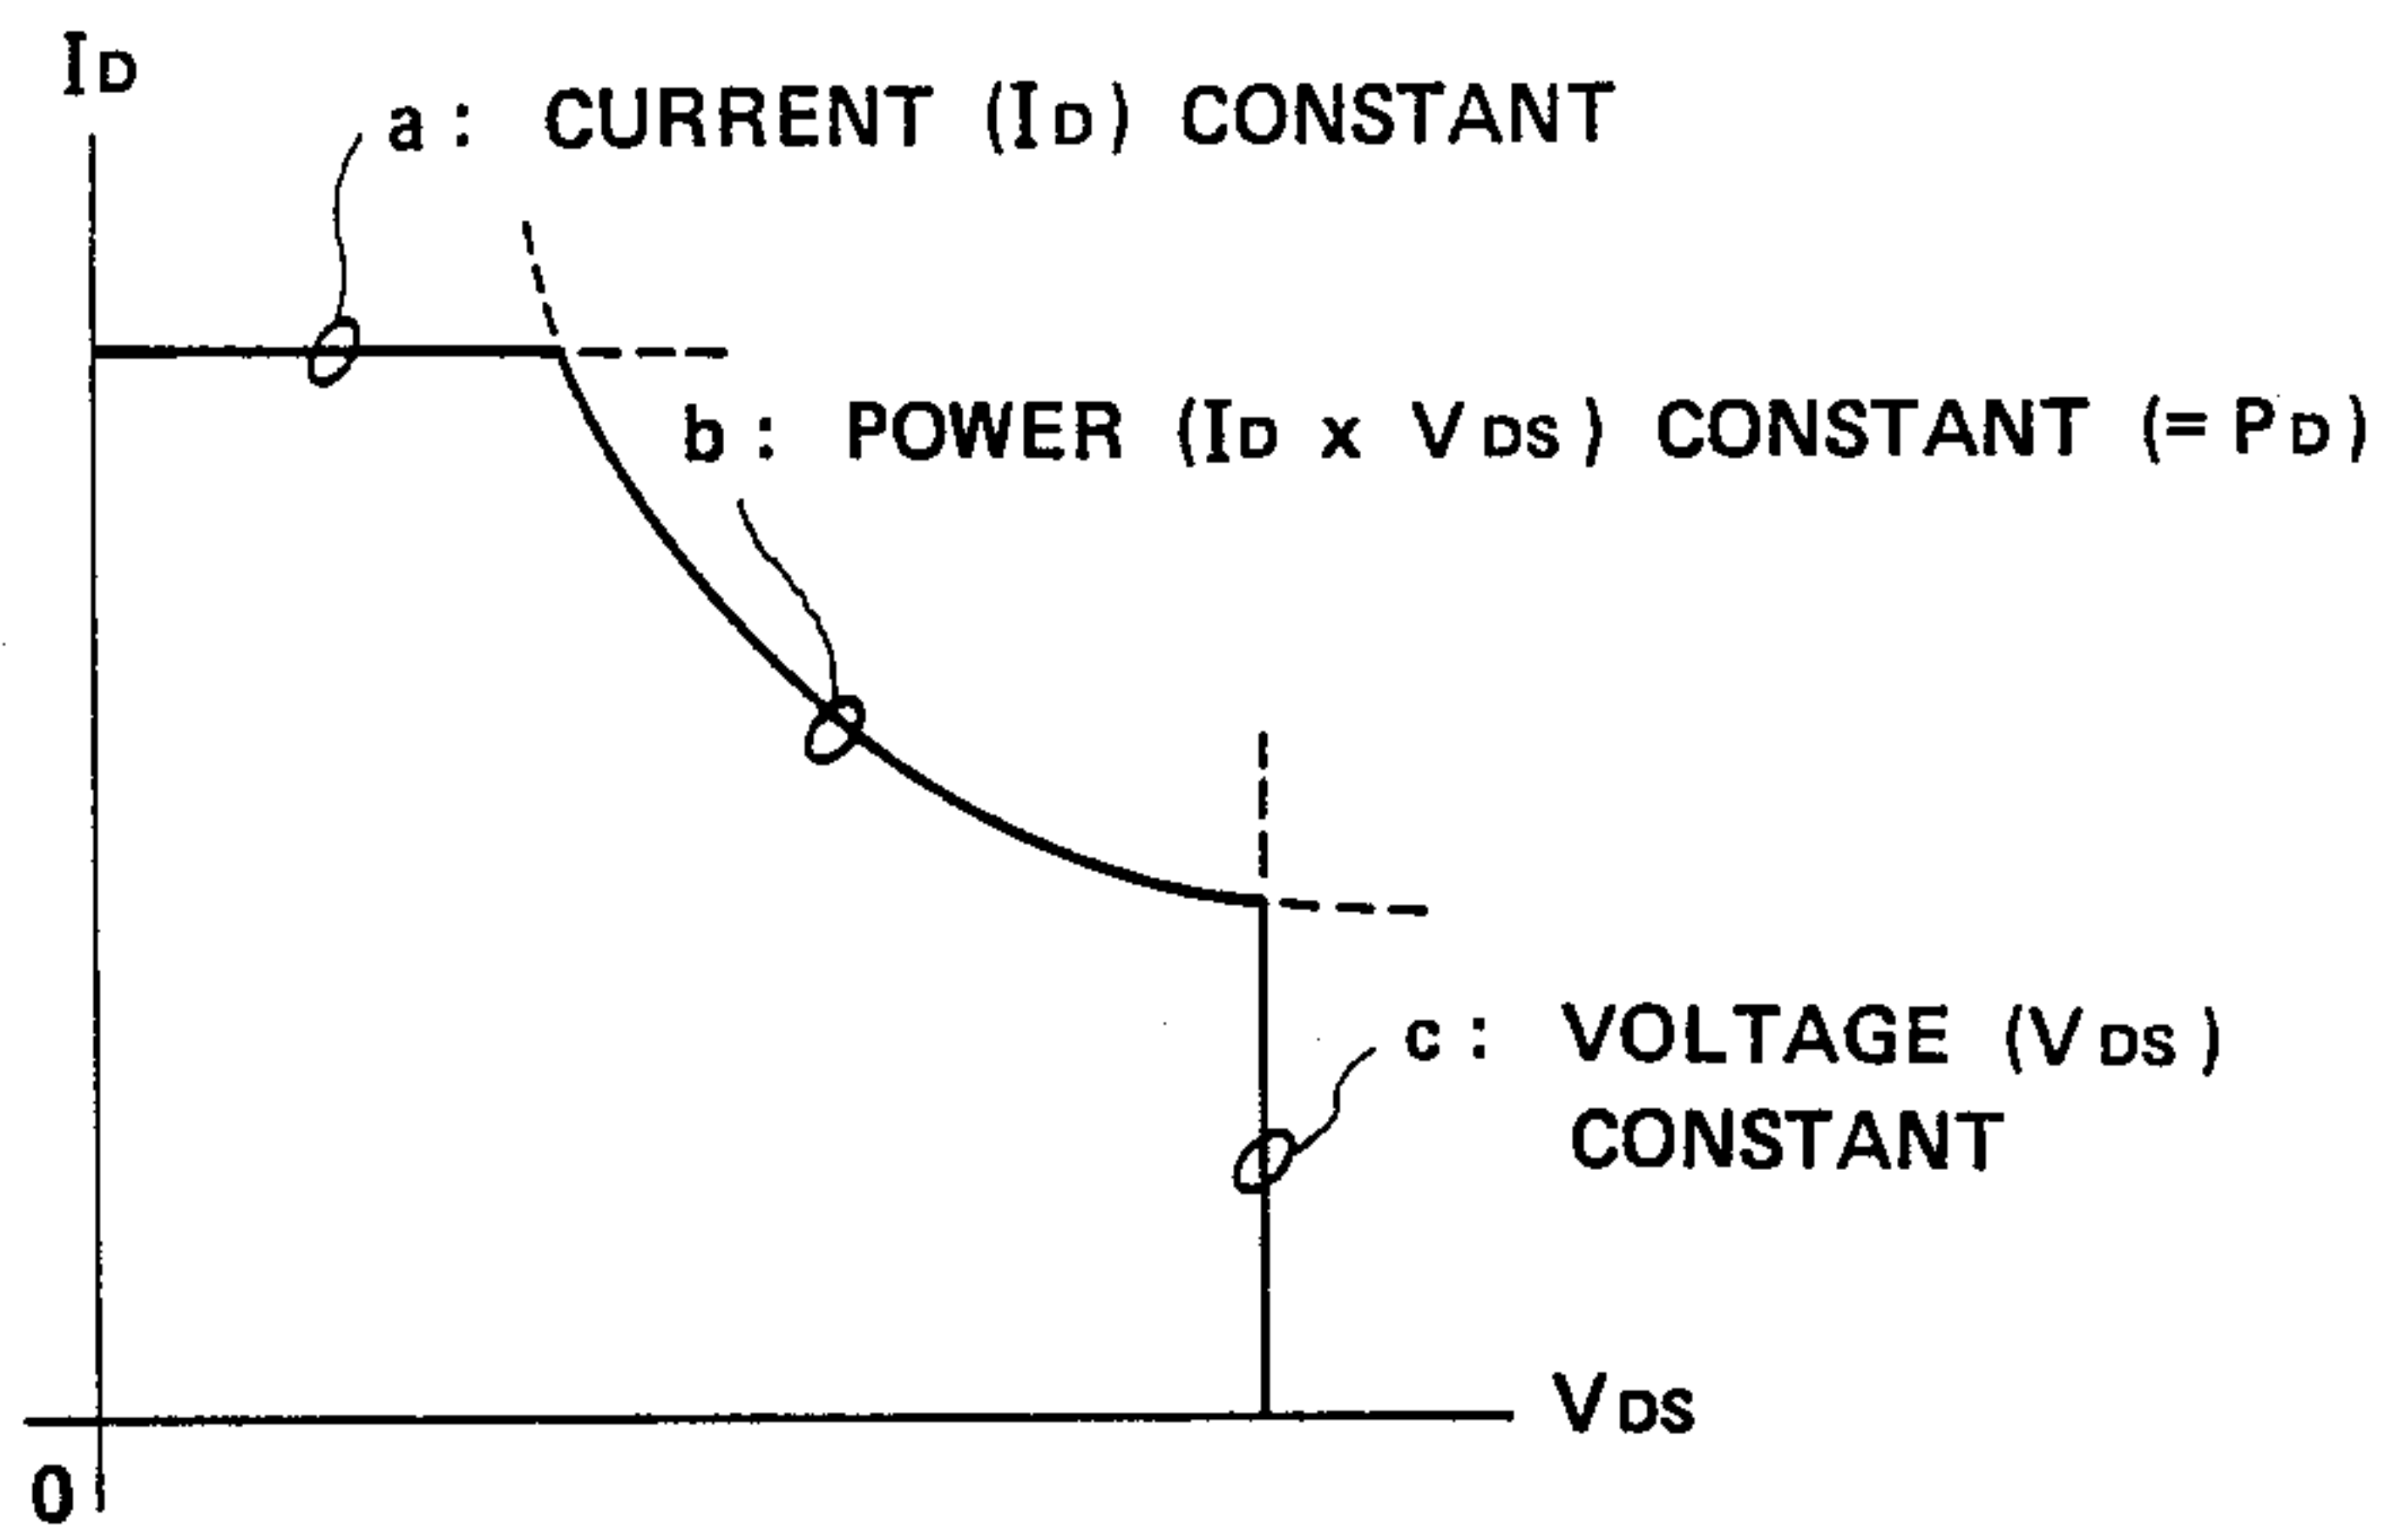 ID
a: CURRENT (ID) CONSTANT
b: POWER (ID x VDS) CONSTANT (= PD)
c: VOLTAGE (VDS)
CONSTANT
VDS
0